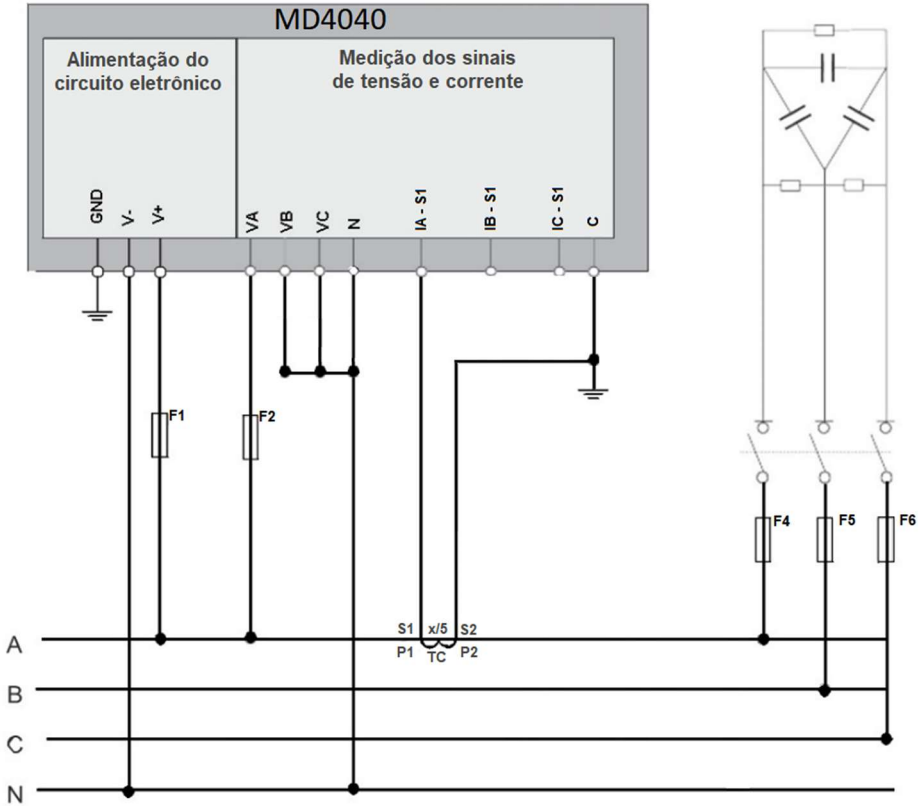 MD4040
Alimentação do
circuito eletrônico
Medição dos sinais
de tensão e corrente
GND
V-
V+
VA
VB
VC
N
IA - S1
IB - S1
IC - S1
C
F1
F2
F4
F5
F6
S1 x/5 S2
P1 TC P2
A
B
C
N